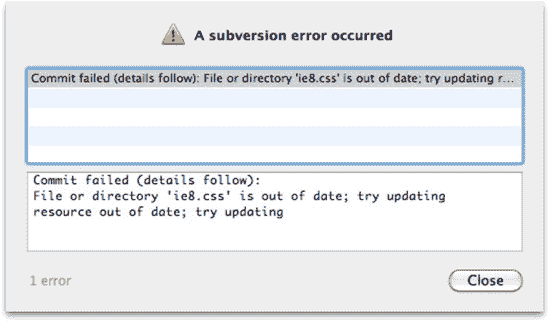 A subversion error occurred
Commit failed (details follow): File or directory 'ie8.css' is out of date; try updating r...
Commit failed (details follow):
File or directory 'ie8.css' is out of date; try updating
resource out of date; try updating
1 error
Close